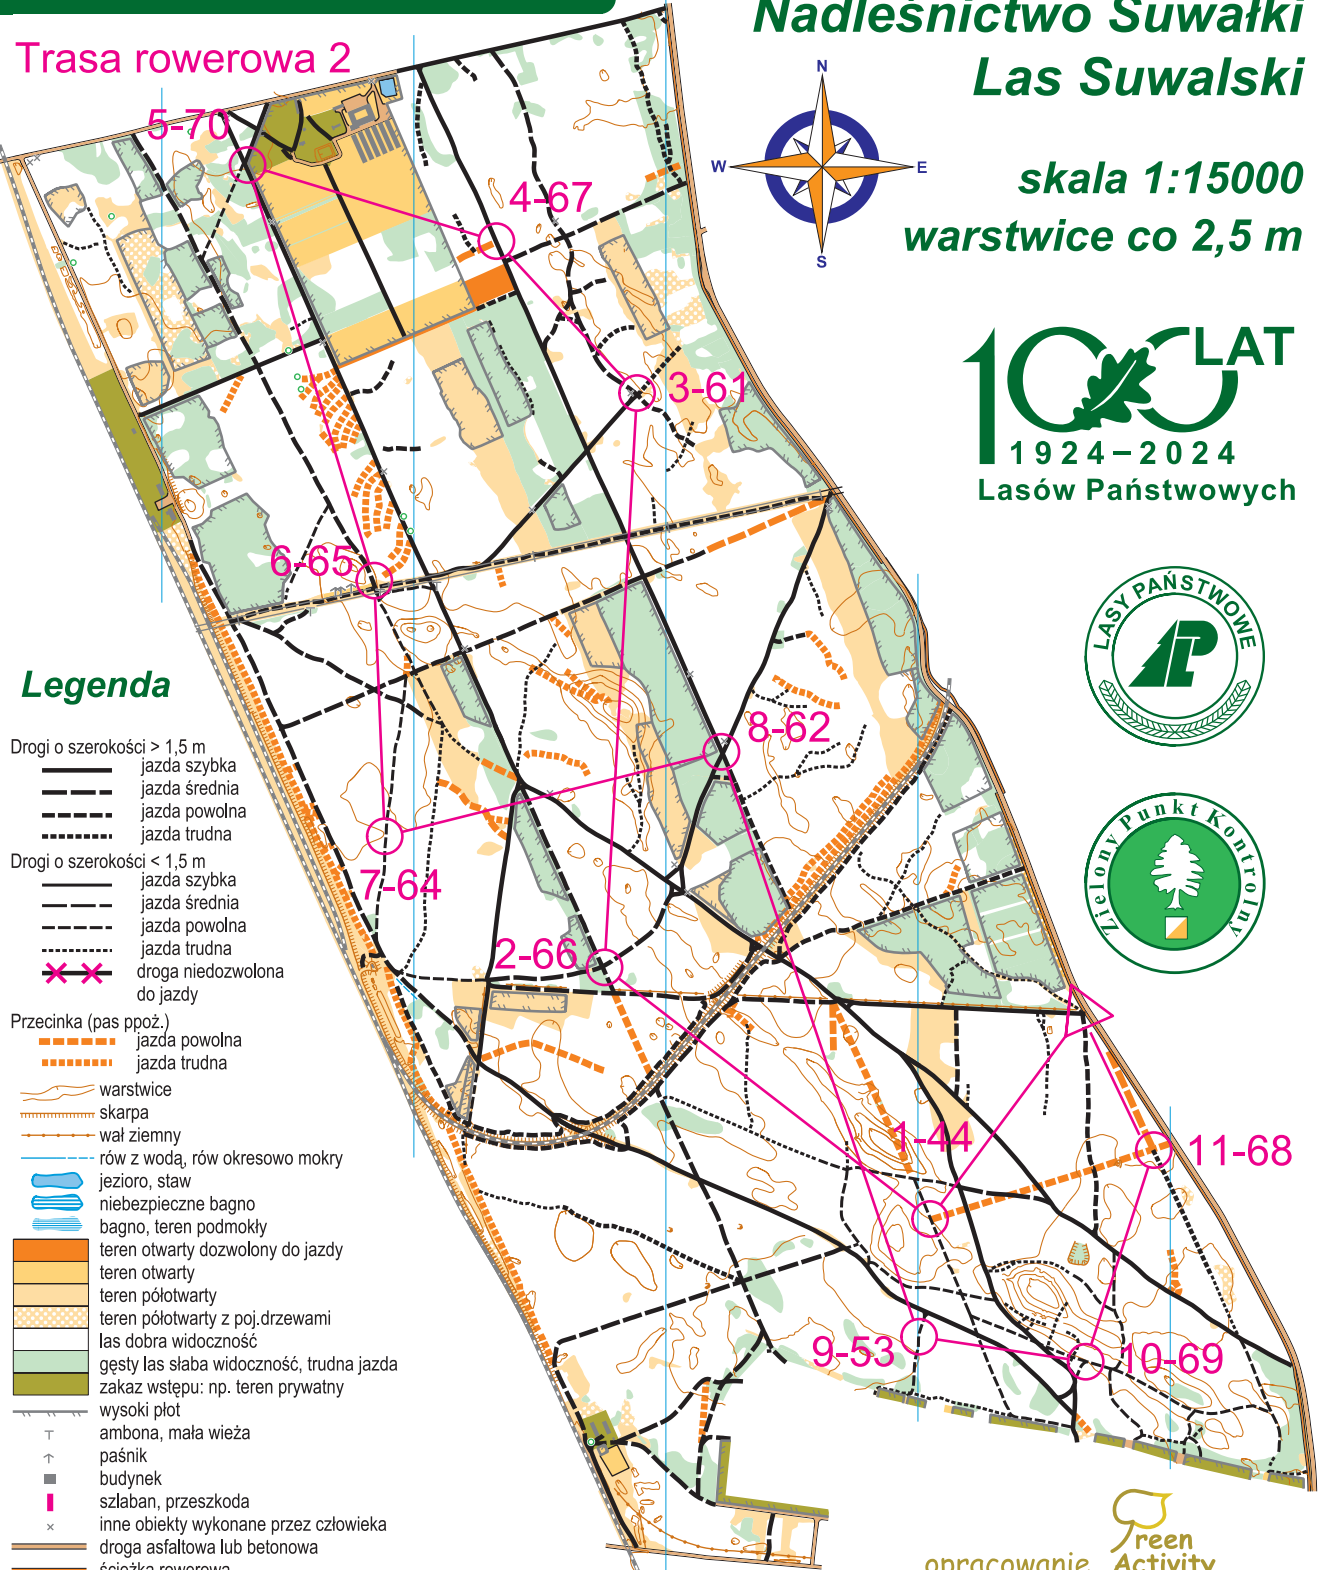 Nadleśnictwo Suwałki
Las Suwalski
Trasa rowerowa 2
skala 1:15000
warstwice co 2,5 m
N
W
E
S
100 LAT
1924–2024
Lasów Państwowych
LASY PAŃSTWOWE
Zielony Punkt Kontrolny
5-70
4-67
3-61
6-65
8-62
7-64
2-66
1-44
11-68
9-53
10-69
Legenda
Drogi o szerokości > 1,5 m
jazda szybka
jazda średnia
jazda powolna
jazda trudna
Drogi o szerokości < 1,5 m
jazda szybka
jazda średnia
jazda powolna
jazda trudna
droga niedozwolona
do jazdy
Przecinka (pas ppoż.)
jazda powolna
jazda trudna
warstwice
skarpa
wał ziemny
rów z wodą, rów okresowo mokry
jezioro, staw
niebezpieczne bagno
bagno, teren podmokły
teren otwarty dozwolony do jazdy
teren otwarty
teren półotwarty
teren półotwarty z poj.drzewami
las dobra widoczność
gęsty las słaba widoczność, trudna jazda
zakaz wstępu: np. teren prywatny
wysoki płot
ambona, mała wieża
paśnik
budynek
szlaban, przeszkoda
inne obiekty wykonane przez człowieka
droga asfaltowa lub betonowa
ścieżka rowerowa
opracowanie
Green
Activity